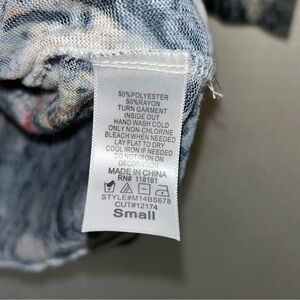 50%POLYESTER
50%RAYON
TURN GARMENT
INSIDE OUT
HAND WASH COLD
ONLY NON-CHLORINE
BLEACH WHEN NEEDED
LAY FLAT TO DRY
COOL IRON IF NEEDED
DO NOT IRON ON
DECORATION
MADE IN CHINA
RN# 118161
STYLE#M14BS678
CUT#12174
Small